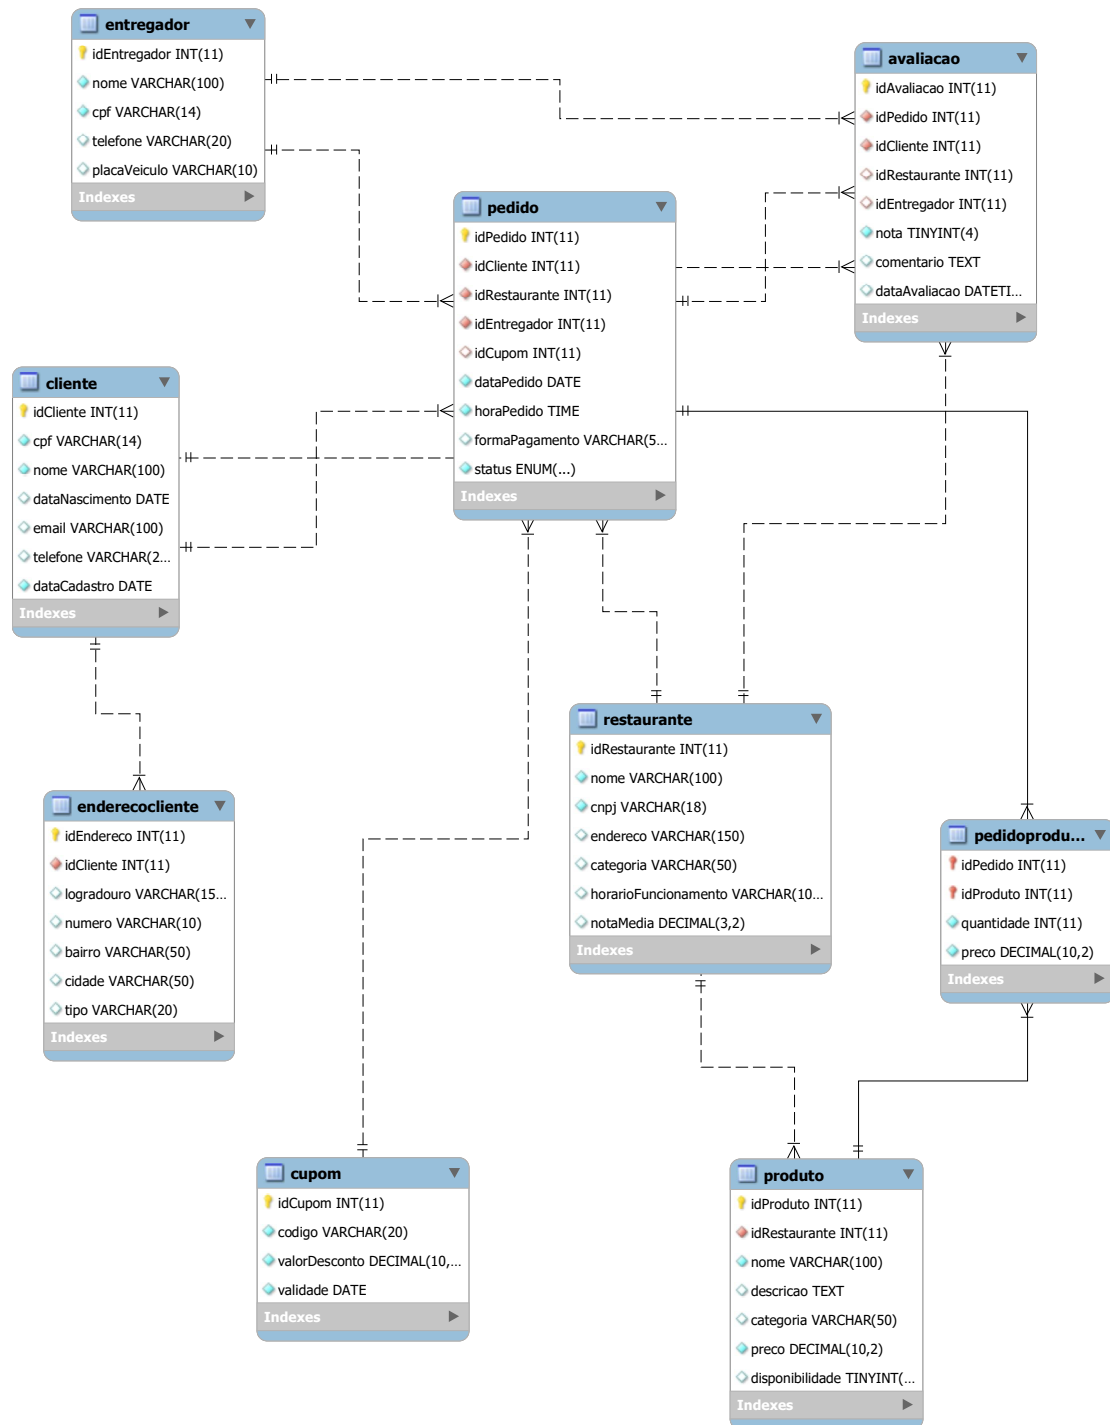 entregador
idEntregador INT(11)
nome VARCHAR(100)
cpf VARCHAR(14)
telefone VARCHAR(20)
placaVeiculo VARCHAR(10)
Indexes
avaliacao
idAvaliacao INT(11)
idPedido INT(11)
idCliente INT(11)
idRestaurante INT(11)
idEntregador INT(11)
nota TINYINT(4)
comentario TEXT
dataAvaliacao DATETI...
Indexes
pedido
idPedido INT(11)
idCliente INT(11)
idRestaurante INT(11)
idEntregador INT(11)
idCupom INT(11)
dataPedido DATE
horaPedido TIME
formaPagamento VARCHAR(5...
status ENUM(...)
Indexes
cliente
idCliente INT(11)
cpf VARCHAR(14)
nome VARCHAR(100)
dataNascimento DATE
email VARCHAR(100)
telefone VARCHAR(2...
dataCadastro DATE
Indexes
restaurante
idRestaurante INT(11)
nome VARCHAR(100)
cnpj VARCHAR(18)
endereco VARCHAR(150)
categoria VARCHAR(50)
horarioFuncionamento VARCHAR(10...
notaMedia DECIMAL(3,2)
Indexes
enderecocliente
idEndereco INT(11)
idCliente INT(11)
logradouro VARCHAR(15...
numero VARCHAR(10)
bairro VARCHAR(50)
cidade VARCHAR(50)
tipo VARCHAR(20)
Indexes
pedidoprodu...
idPedido INT(11)
idProduto INT(11)
quantidade INT(11)
preco DECIMAL(10,2)
Indexes
cupom
idCupom INT(11)
codigo VARCHAR(20)
valorDesconto DECIMAL(10,...
validade DATE
Indexes
produto
idProduto INT(11)
idRestaurante INT(11)
nome VARCHAR(100)
descricao TEXT
categoria VARCHAR(50)
preco DECIMAL(10,2)
disponibilidade TINYINT(...
Indexes